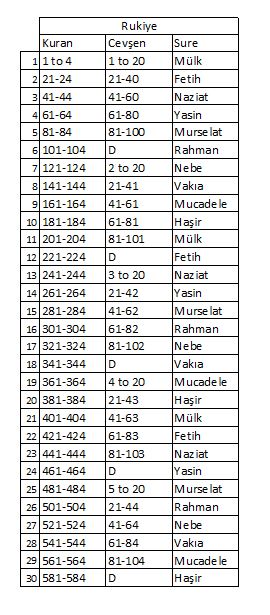 Rukiye
Kuran Cevşen Sure
1 1 to 4 1 to 20 Mülk
2 21-24 21-40 Fetih
3 41-44 41-60 Naziat
4 61-64 61-80 Yasin
5 81-84 81-100 Murselat
6 101-104 D Rahman
7 121-124 2 to 20 Nebe
8 141-144 21-41 Vakıa
9 161-164 41-61 Mucadele
10 181-184 61-81 Haşir
11 201-204 81-101 Mülk
12 221-224 D Fetih
13 241-244 3 to 20 Naziat
14 261-264 21-42 Yasin
15 281-284 41-62 Murselat
16 301-304 61-82 Rahman
17 321-324 81-102 Nebe
18 341-344 D Vakıa
19 361-364 4 to 20 Mucadele
20 381-384 21-43 Haşir
21 401-404 41-63 Mülk
22 421-424 61-83 Fetih
23 441-444 81-103 Naziat
24 461-464 D Yasin
25 481-484 5 to 20 Murselat
26 501-504 21-44 Rahman
27 521-524 41-64 Nebe
28 541-544 61-84 Vakıa
29 561-564 81-104 Mucadele
30 581-584 D Haşir